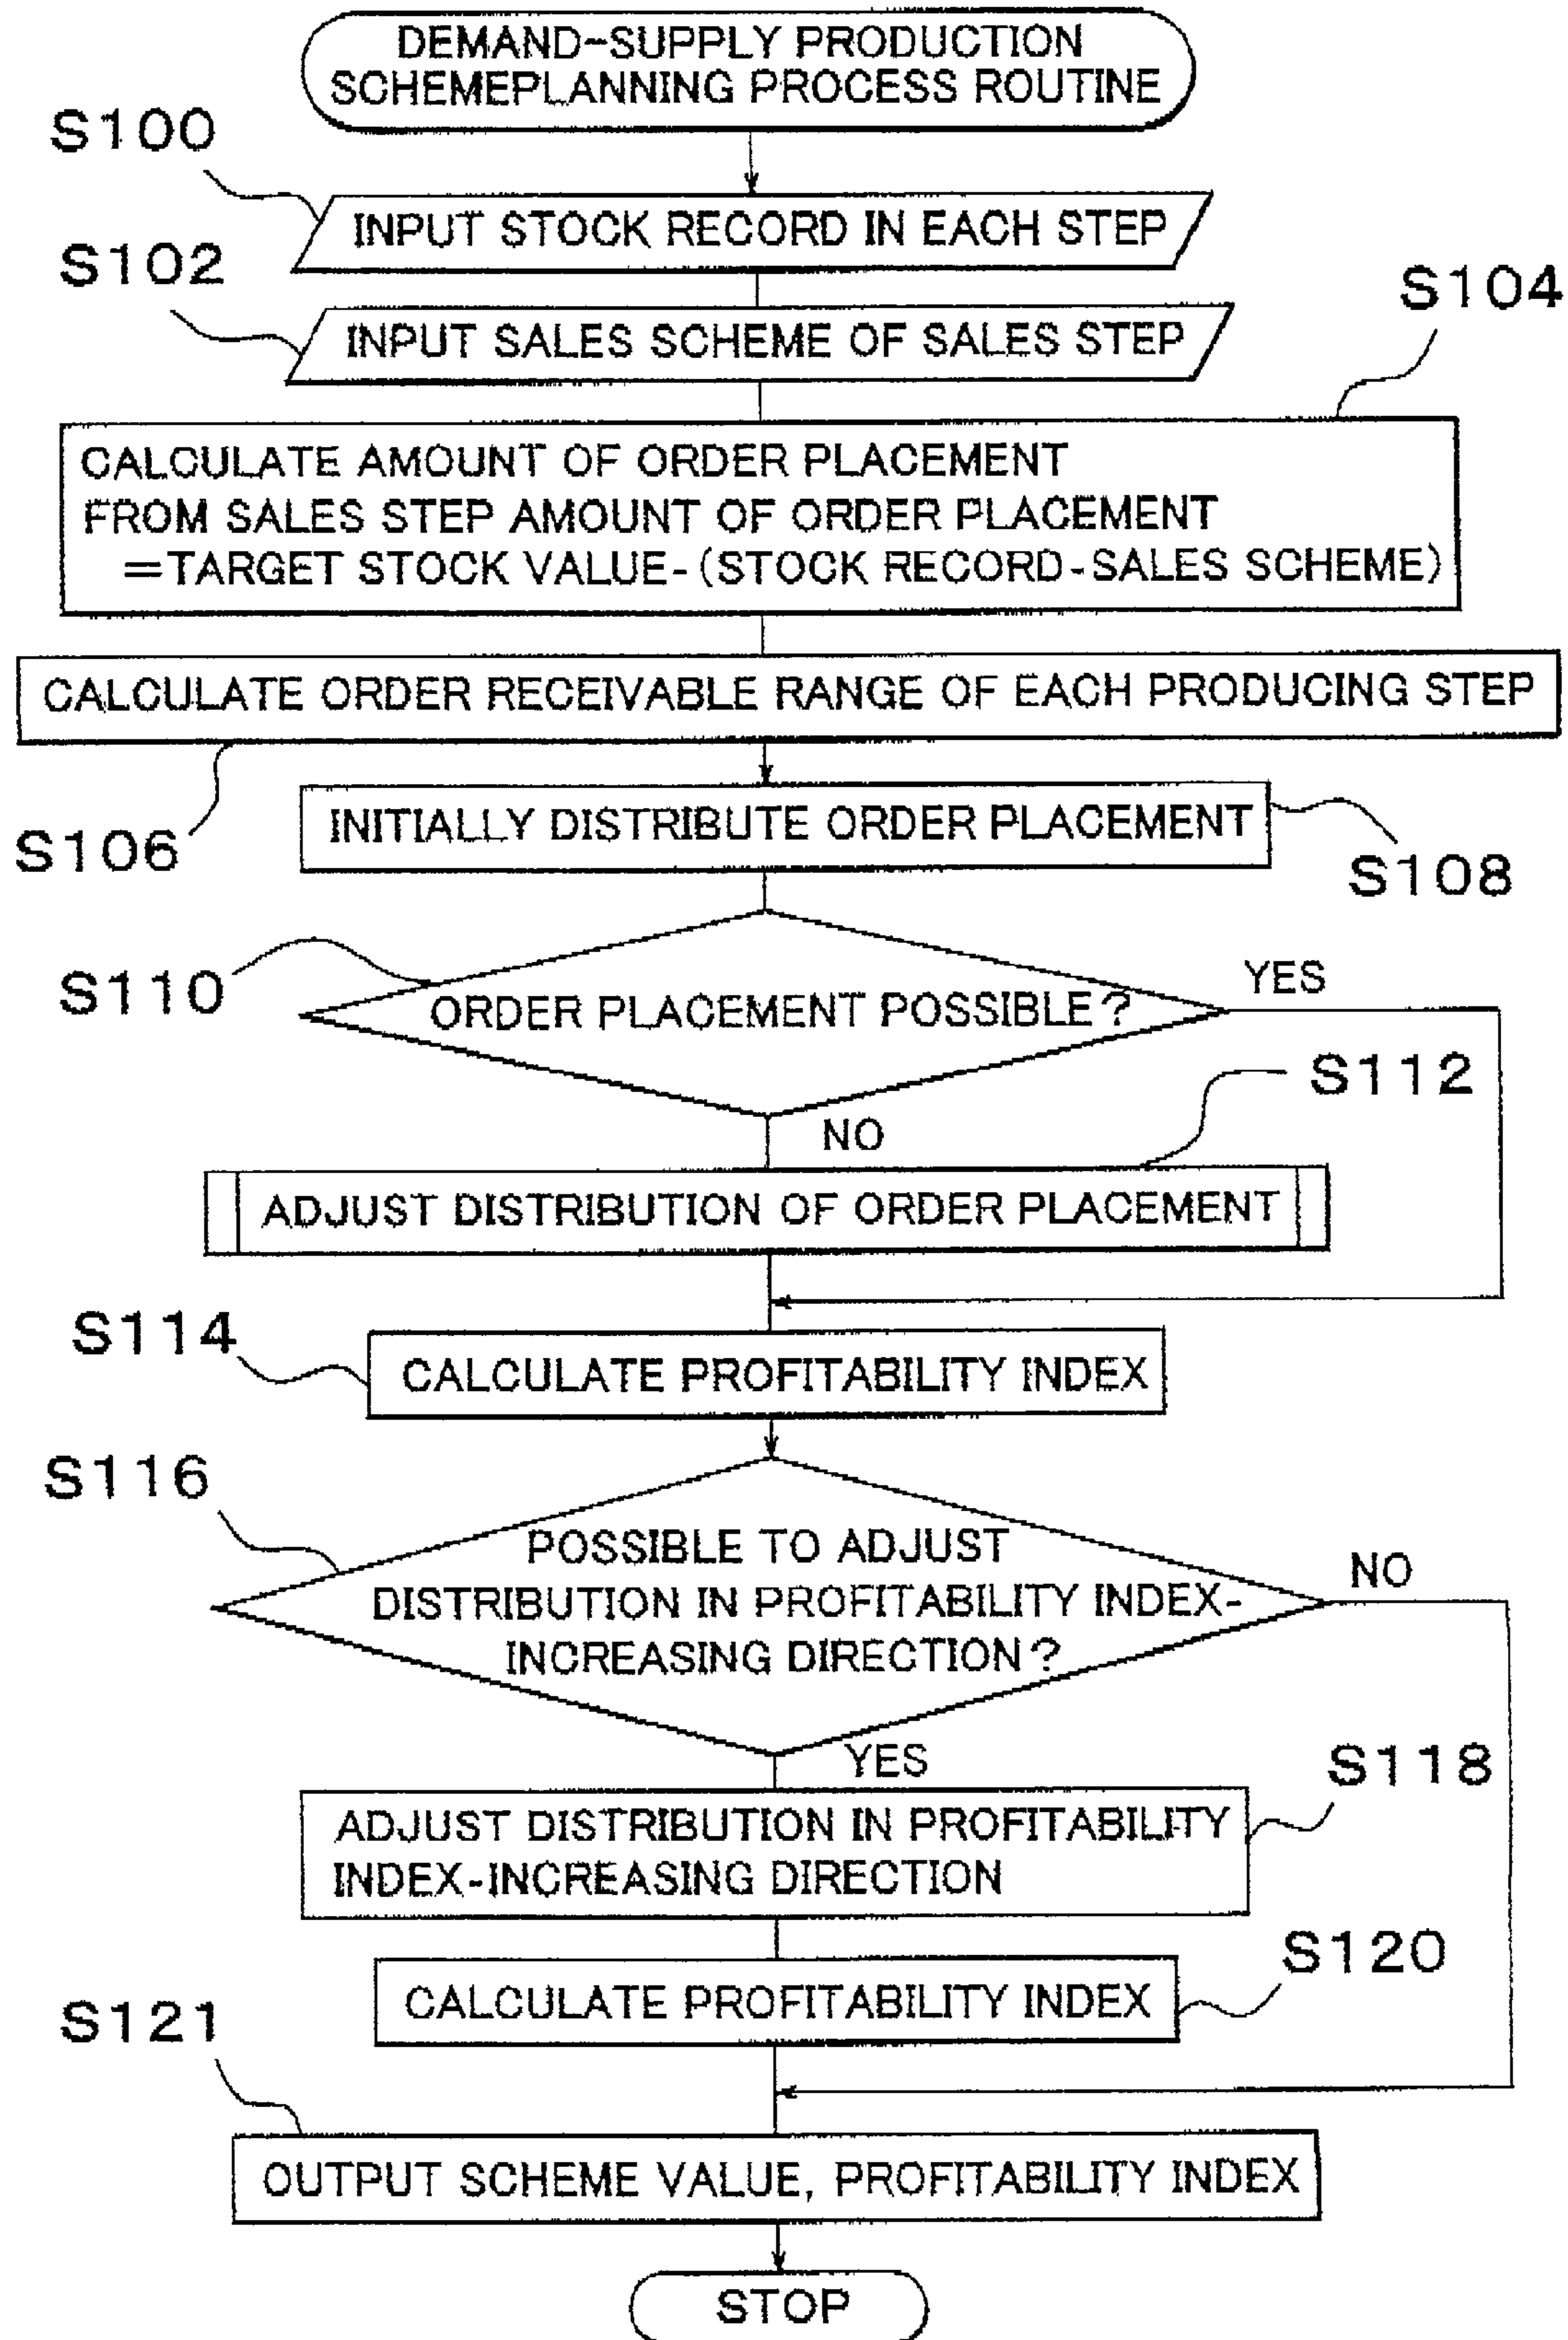 DEMAND-SUPPLY PRODUCTION
SCHEMEPLANNING PROCESS ROUTINE
S100
INPUT STOCK RECORD IN EACH STEP
S102
INPUT SALES SCHEME OF SALES STEP
S104
CALCULATE AMOUNT OF ORDER PLACEMENT
FROM SALES STEP AMOUNT OF ORDER PLACEMENT
=TARGET STOCK VALUE-(STOCK RECORD-SALES SCHEME)
CALCULATE ORDER RECEIVABLE RANGE OF EACH PRODUCING STEP
S106
INITIALLY DISTRIBUTE ORDER PLACEMENT
S108
S110
ORDER PLACEMENT POSSIBLE?
YES
NO
S112
ADJUST DISTRIBUTION OF ORDER PLACEMENT
S114
CALCULATE PROFITABILITY INDEX
S116
POSSIBLE TO ADJUST
DISTRIBUTION IN PROFITABILITY INDEX-
INCREASING DIRECTION?
NO
YES
S118
ADJUST DISTRIBUTION IN PROFITABILITY
INDEX-INCREASING DIRECTION
S120
CALCULATE PROFITABILITY INDEX
S121
OUTPUT SCHEME VALUE, PROFITABILITY INDEX
STOP